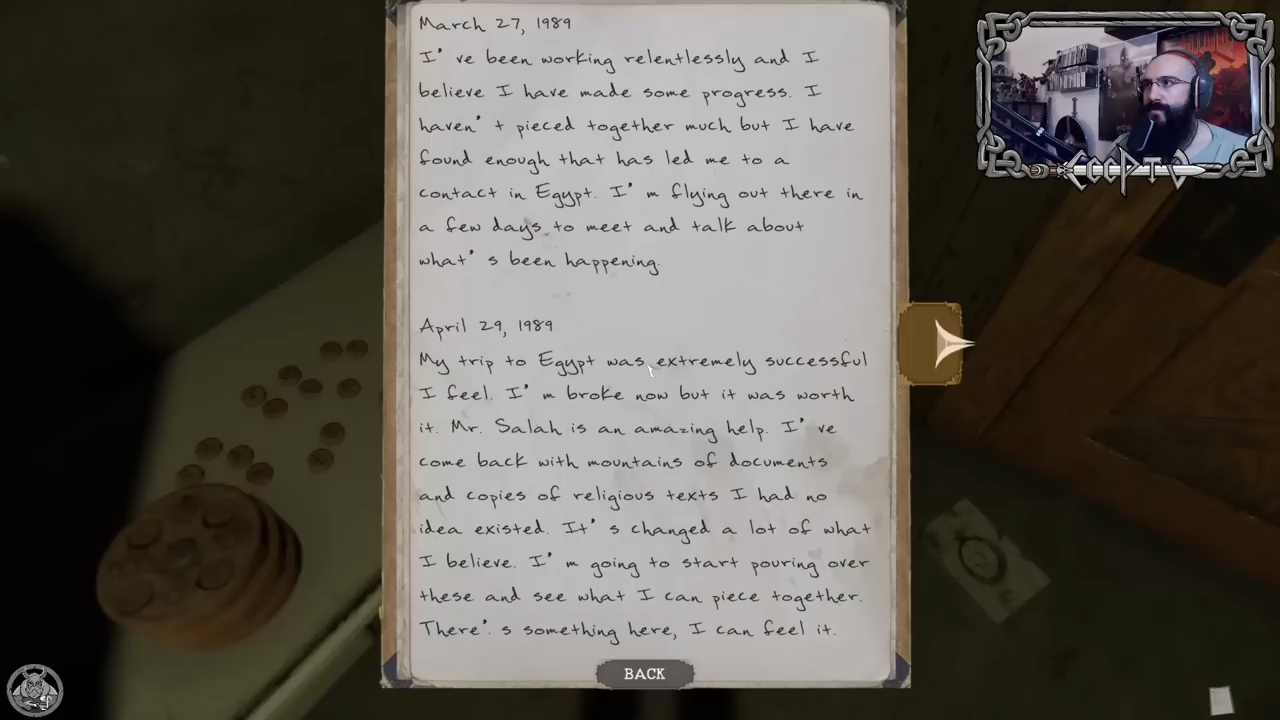 March 27, 1989
I've been working relentlessly and I
believe I have made some progress. I
haven't pieced together much but I have
found enough that has led me to a
contact in Egypt. I'm flying out there in
a few days to meet and talk about
what's been happening.
April 29, 1989
My trip to Egypt was extremely successful
I feel. I'm broke now but it was worth
it. Mr. Salah is an amazing help. I've
come back with mountains of documents
and copies of religious texts I had no
idea existed. It's changed a lot of what
I believe. I'm going to start pouring over
these and see what I can piece together.
There's something here, I can feel it.
BACK